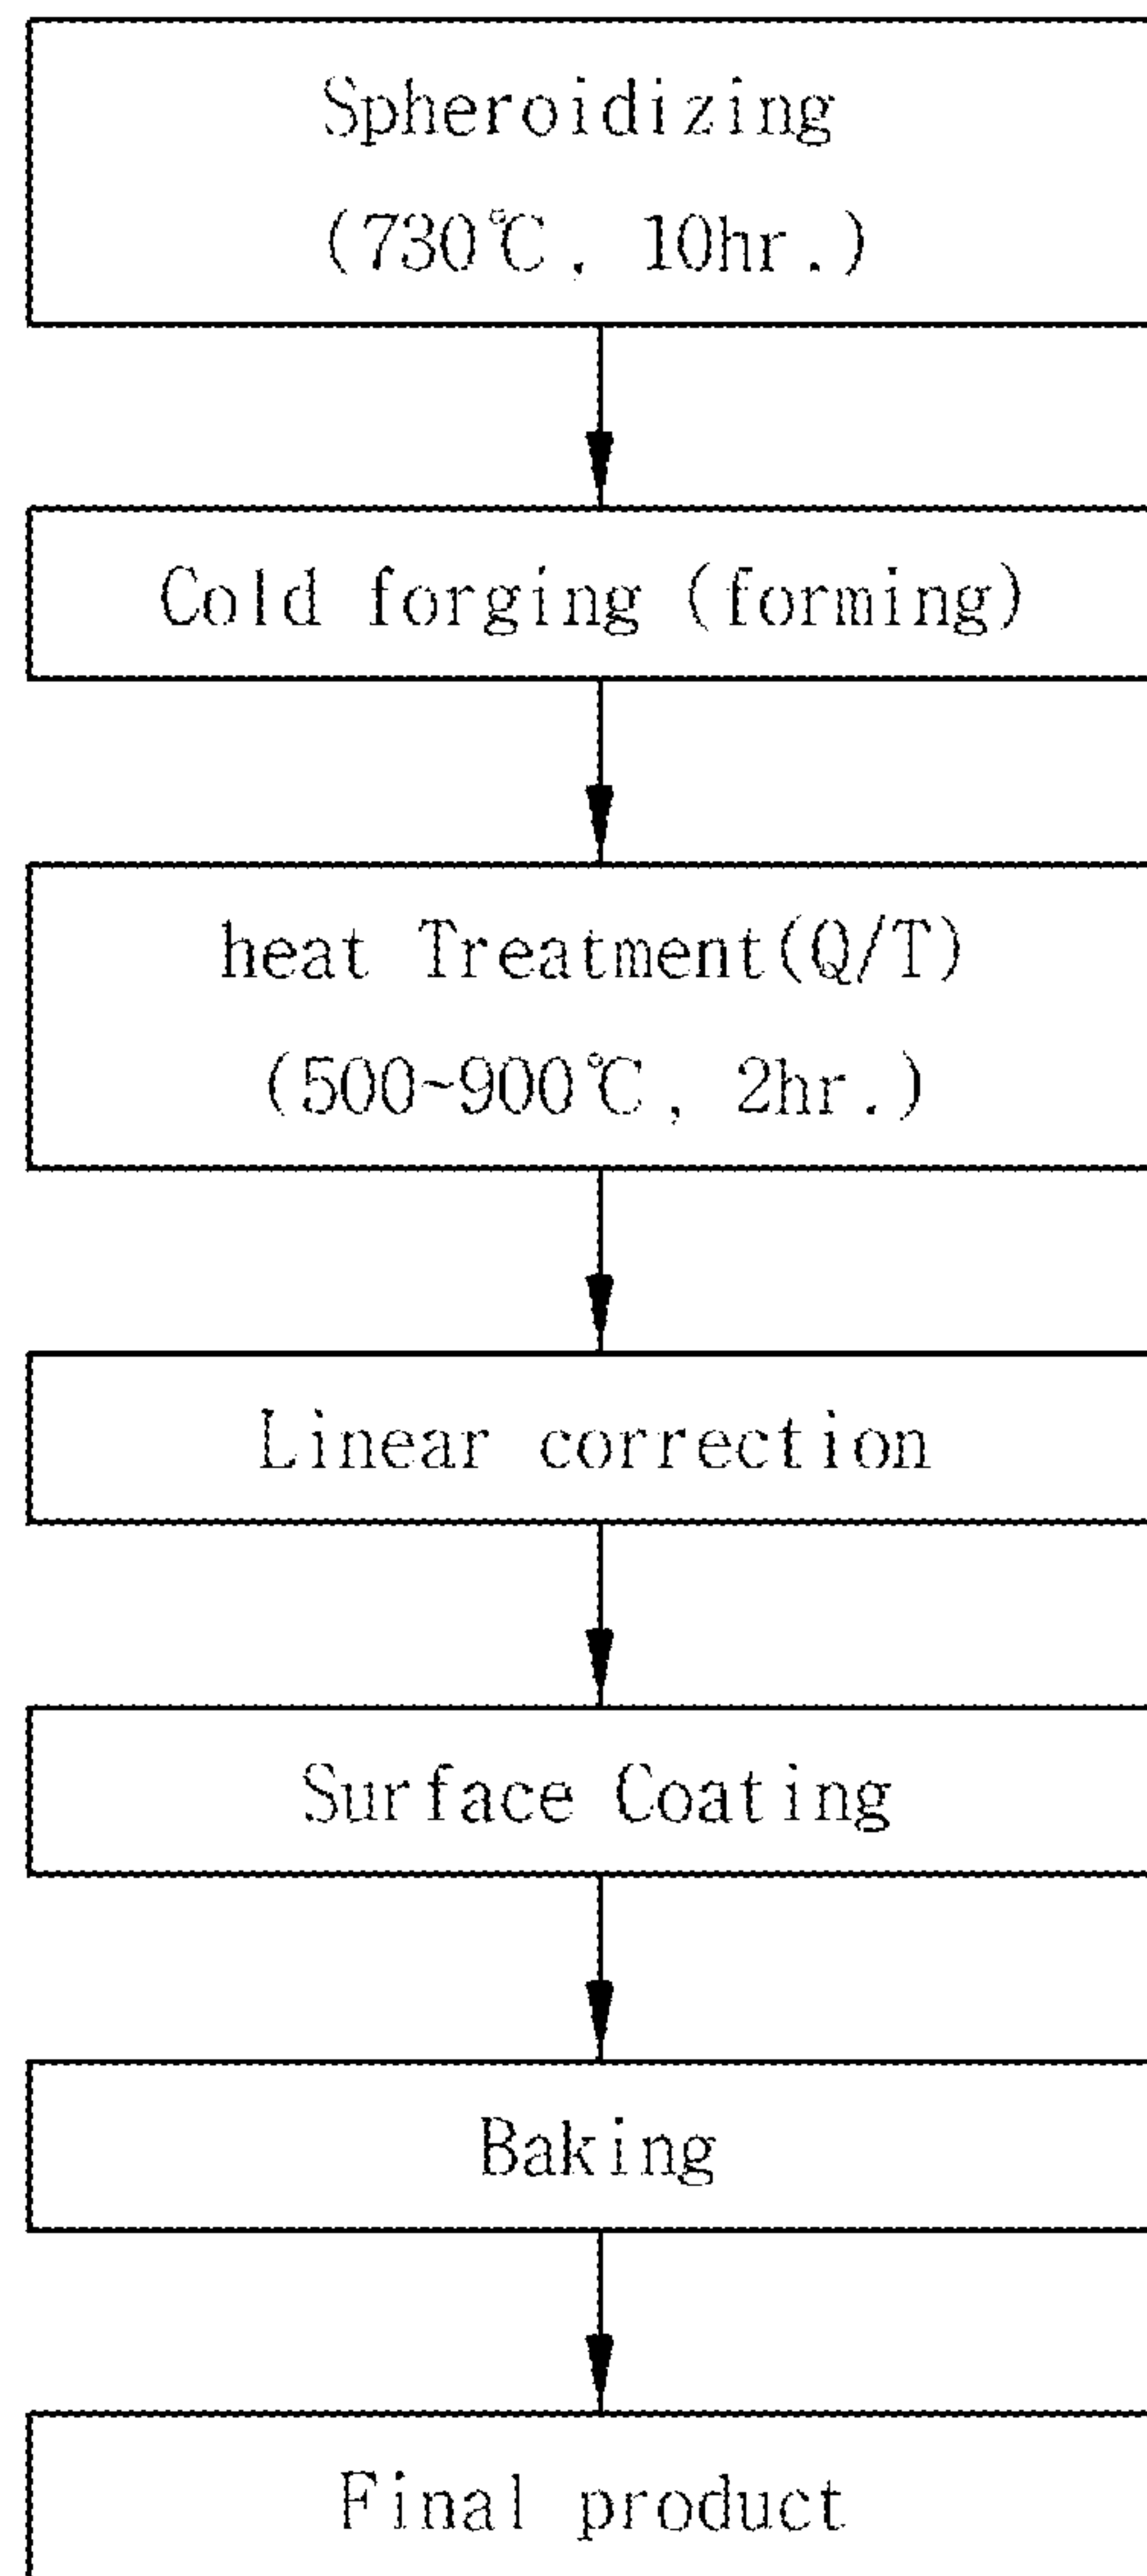 Spheroidizing
(730℃, 10hr.)
Cold forging (forming)
heat Treatment(Q/T)
(500~900℃, 2hr.)
Linear correction
Surface Coating
Baking
Final product